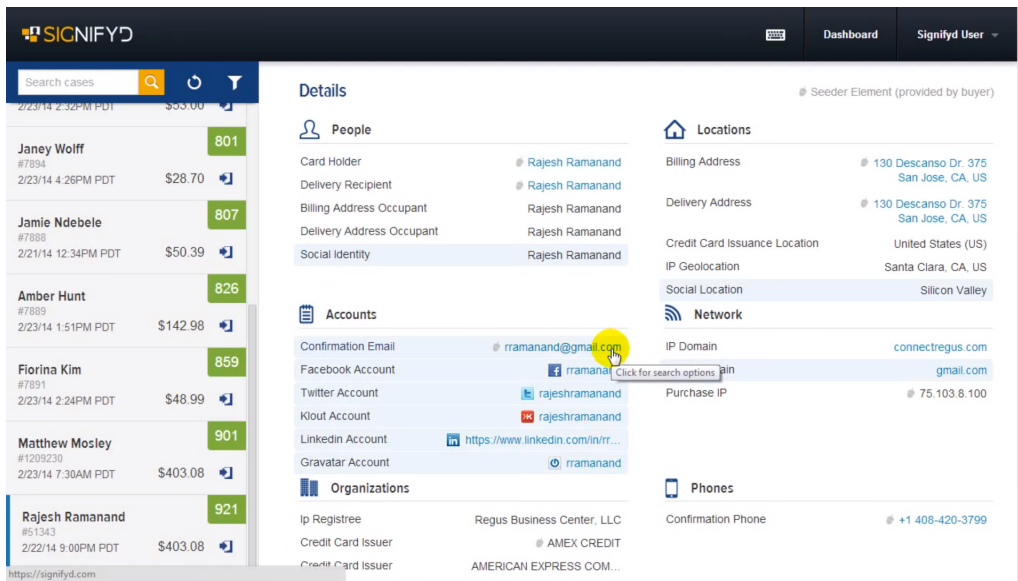 SIGNIFYD
Dashboard
Signifyd User
Search cases
2/23/14 2:32PM PDT $53.00
801
Janey Wolff
#7894
2/23/14 4:26PM PDT $28.70
807
Jamie Ndebele
#7888
2/21/14 12:34PM PDT $50.39
826
Amber Hunt
#7889
2/23/14 1:51PM PDT $142.98
859
Fiorina Kim
#7891
2/23/14 2:24PM PDT $48.99
901
Matthew Mosley
#1209230
2/23/14 7:30AM PDT $403.08
921
Rajesh Ramanand
#51343
2/22/14 9:00PM PDT $403.08
https://signifyd.com
Details
Seeder Element (provided by buyer)
People
Card Holder Rajesh Ramanand
Delivery Recipient Rajesh Ramanand
Billing Address Occupant Rajesh Ramanand
Delivery Address Occupant Rajesh Ramanand
Social Identity Rajesh Ramanand
Locations
Billing Address 130 Descanso Dr. 375
San Jose, CA, US
Delivery Address 130 Descanso Dr. 375
San Jose, CA, US
Credit Card Issuance Location United States (US)
IP Geolocation Santa Clara, CA, US
Social Location Silicon Valley
Accounts
Confirmation Email rramanand@gmail.com
Facebook Account
Click for search options
Twitter Account rajeshramanand
Klout Account rajeshramanand
Linkedin Account https://www.linkedin.com/in/rr...
Gravatar Account rramanand
Network
IP Domain connectregus.com
gmail.com
Purchase IP 75.103.8.100
Organizations
Ip Registree Regus Business Center, LLC
Credit Card Issuer AMEX CREDIT
Credit Card Issuer AMERICAN EXPRESS COM...
Phones
Confirmation Phone +1 408-420-3799